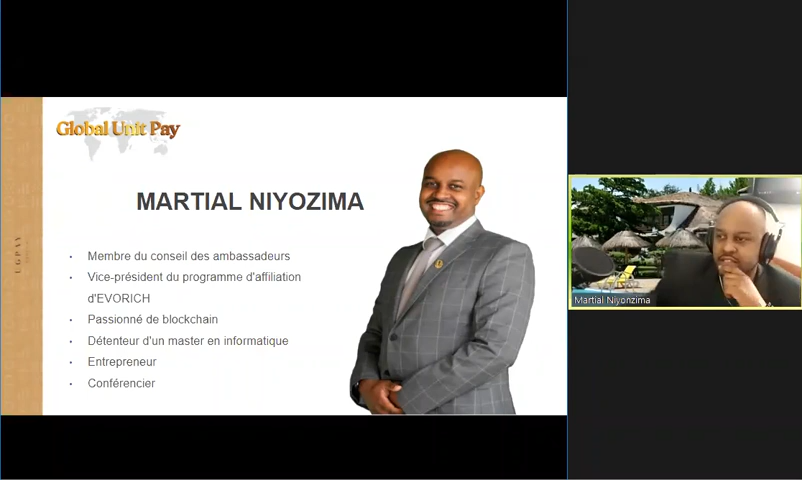 Global Unit Pay
MARTIAL NIYOZIMA
• Membre du conseil des ambassadeurs
• Vice-président du programme d'affiliation
d'EVORICH
• Passionné de blockchain
• Détenteur d'un master en informatique
• Entrepreneur
• Conférencier
UGPAY
Martial Niyonzima